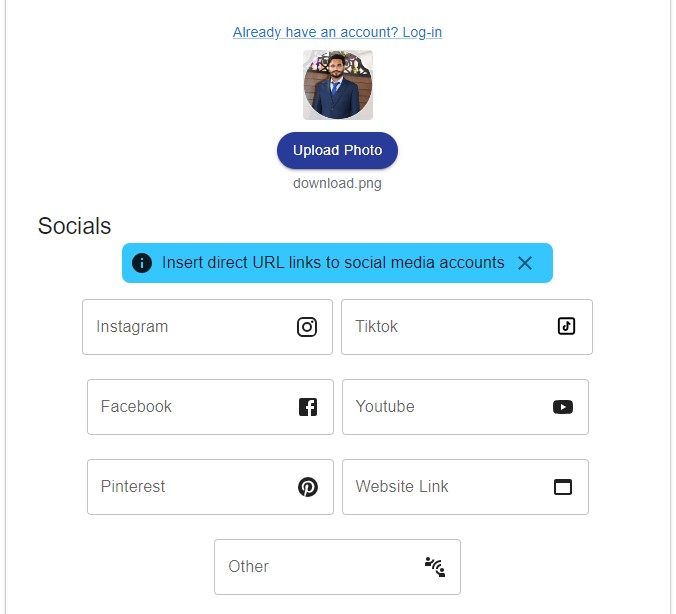 Already have an account? Log-in
Upload Photo
download.png
Socials
Insert direct URL links to social media accounts
Instagram
Tiktok
Facebook
Youtube
Pinterest
Website Link
Other